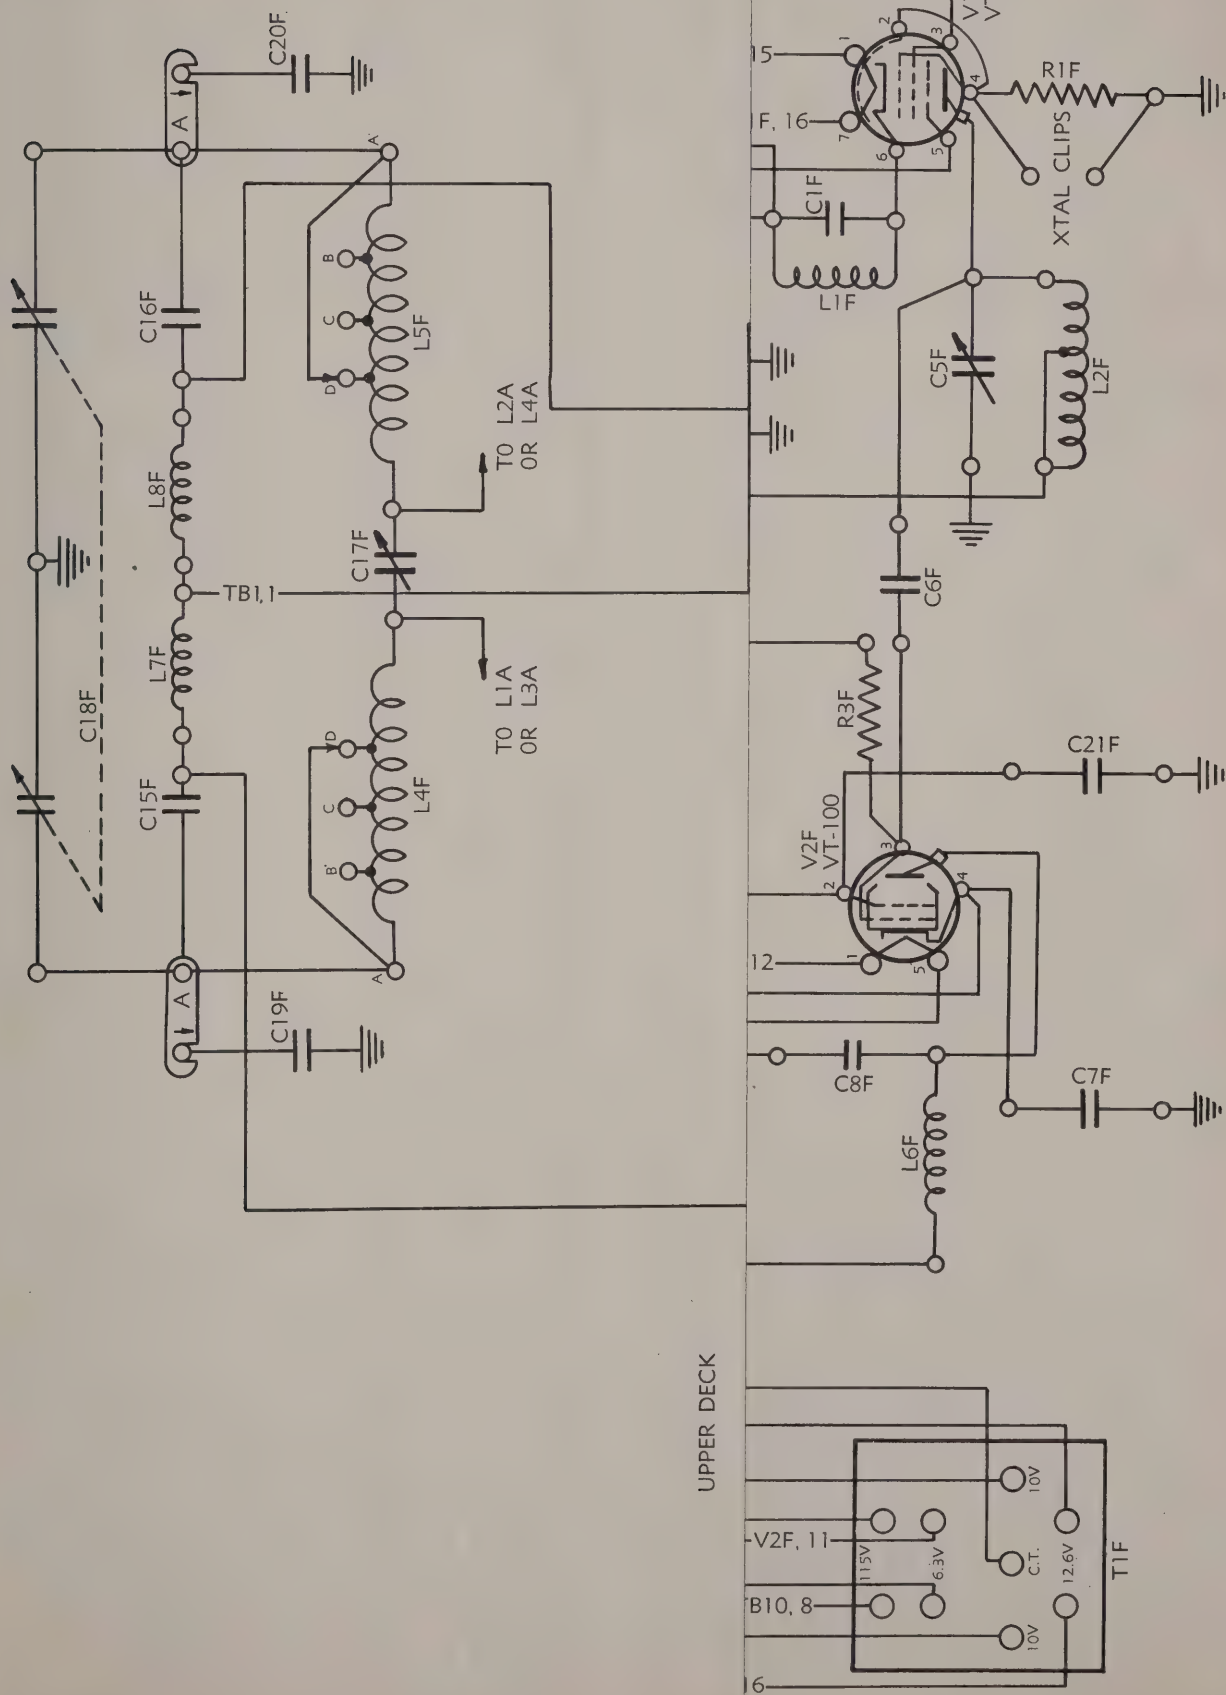 C20F
A
A
C16F
L8F
TB1,1
L7F
C18F
C15F
A
C19F
A
B
C
D
L5F
TO L2A
OR L4A
C17F
TO L1A
OR L3A
D
C
B
L4F
A
UPPER DECK
15
F, 16
1
2
3
4
5
6
7
R1F
XTAL CLIPS
C1F
L1F
C5F
L2F
C6F
R3F
C21F
V2F
VT-100
12
1
2
3
4
5
C8F
C7F
L6F
V2F, 11
B10, 8
16
115V
6.3V
10V
C.T.
10V
12.6V
T1F